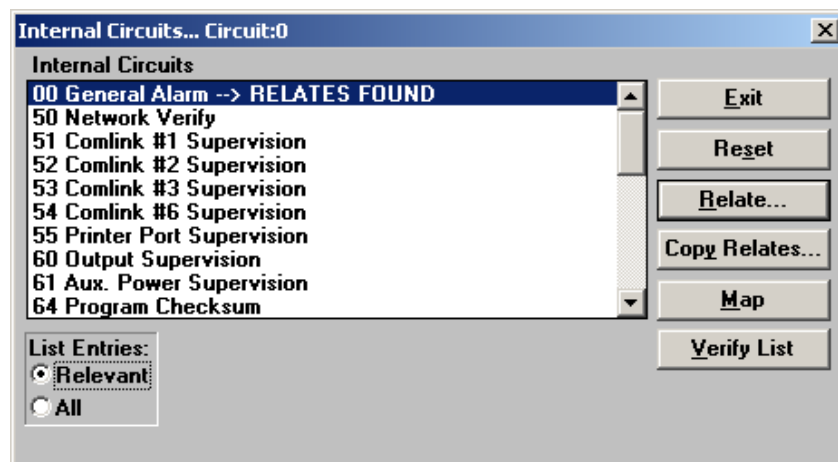 Internal Circuits... Circuit:0
Internal Circuits
00 General Alarm --> RELATES FOUND
50 Network Verify
51 Comlink #1 Supervision
52 Comlink #2 Supervision
53 Comlink #3 Supervision
54 Comlink #6 Supervision
55 Printer Port Supervision
60 Output Supervision
61 Aux. Power Supervision
64 Program Checksum
Exit
Reset
Relate...
Copy Relates...
Map
Verify List
List Entries:
Relevant
All